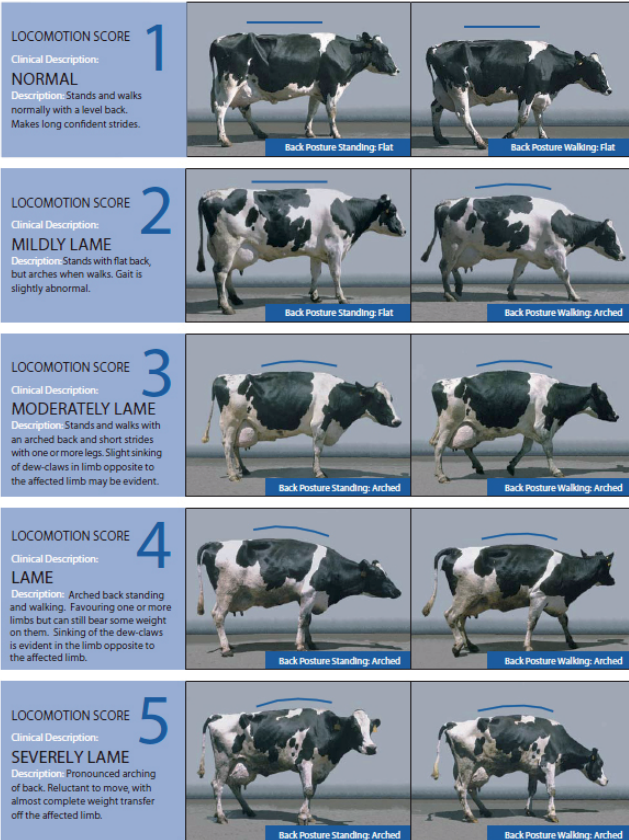 LOCOMOTION SCORE 1
Clinical Description:
NORMAL
Description: Stands and walks
normally with a level back.
Makes long confident strides.
Back Posture Standing: Flat
Back Posture Walking: Flat
LOCOMOTION SCORE 2
Clinical Description:
MILDLY LAME
Description: Stands with flat back,
but arches when walks. Gait is
slightly abnormal.
Back Posture Standing: Flat
Back Posture Walking: Arched
LOCOMOTION SCORE 3
Clinical Description:
MODERATELY LAME
Description: Stands and walks with
an arched back and short strides
with one or more legs. Slight sinking
of dew-claws in limb opposite to
the affected limb may be evident.
Back Posture Standing: Arched
Back Posture Walking: Arched
LOCOMOTION SCORE 4
Clinical Description:
LAME
Description: Arched back standing
and walking. Favouring one or more
limbs but can still bear some weight
on them. Sinking of the dew-claws
is evident in the limb opposite to
the affected limb.
Back Posture Standing: Arched
Back Posture Walking: Arched
LOCOMOTION SCORE 5
Clinical Description:
SEVERELY LAME
Description: Pronounced arching
of back. Reluctant to move, with
almost complete weight transfer
off the affected limb.
Back Posture Standing: Arched
Back Posture Walking: Arched